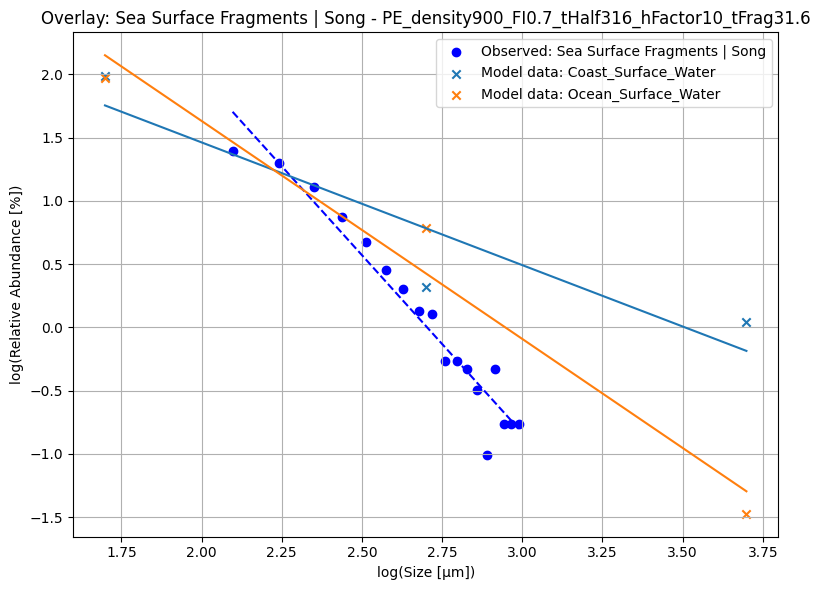 Overlay: Sea Surface Fragments | Song - PE_density900_FI0.7_tHalf316_hFactor10_tFrag31.6
Observed: Sea Surface Fragments | Song
Model data: Coast_Surface_Water
Model data: Ocean_Surface_Water
log(Relative Abundance [%])
2.0
1.5
1.0
0.5
0.0
−0.5
−1.0
−1.5
1.75 2.00 2.25 2.50 2.75 3.00 3.25 3.50 3.75
log(Size [µm])